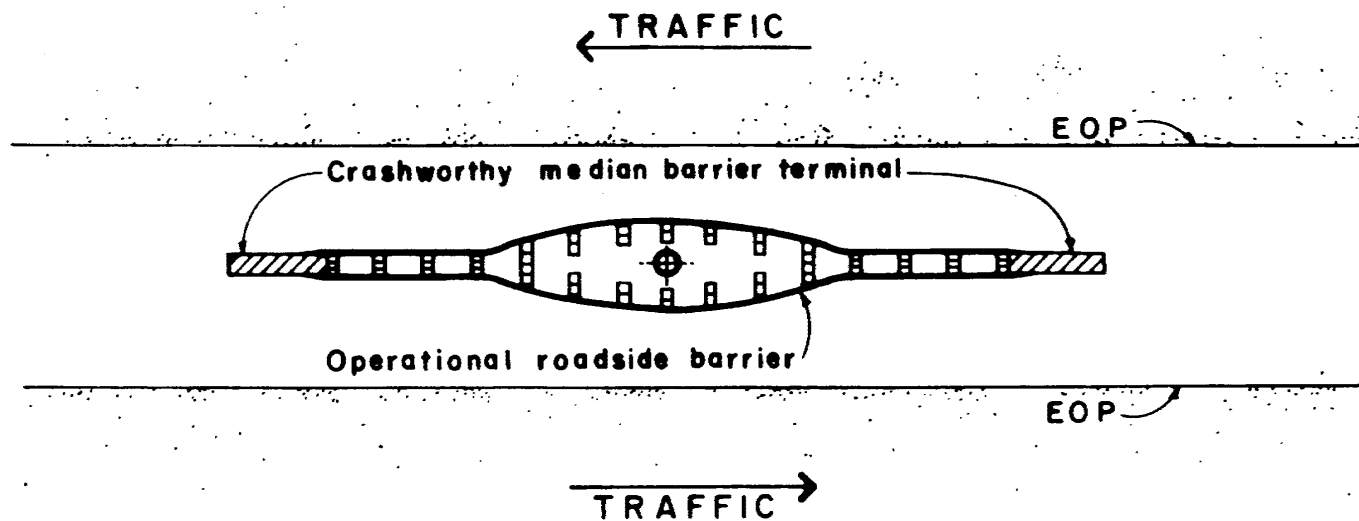 TRAFFIC
EOP
Crashworthy median barrier terminal
Operational roadside barrier
EOP
TRAFFIC